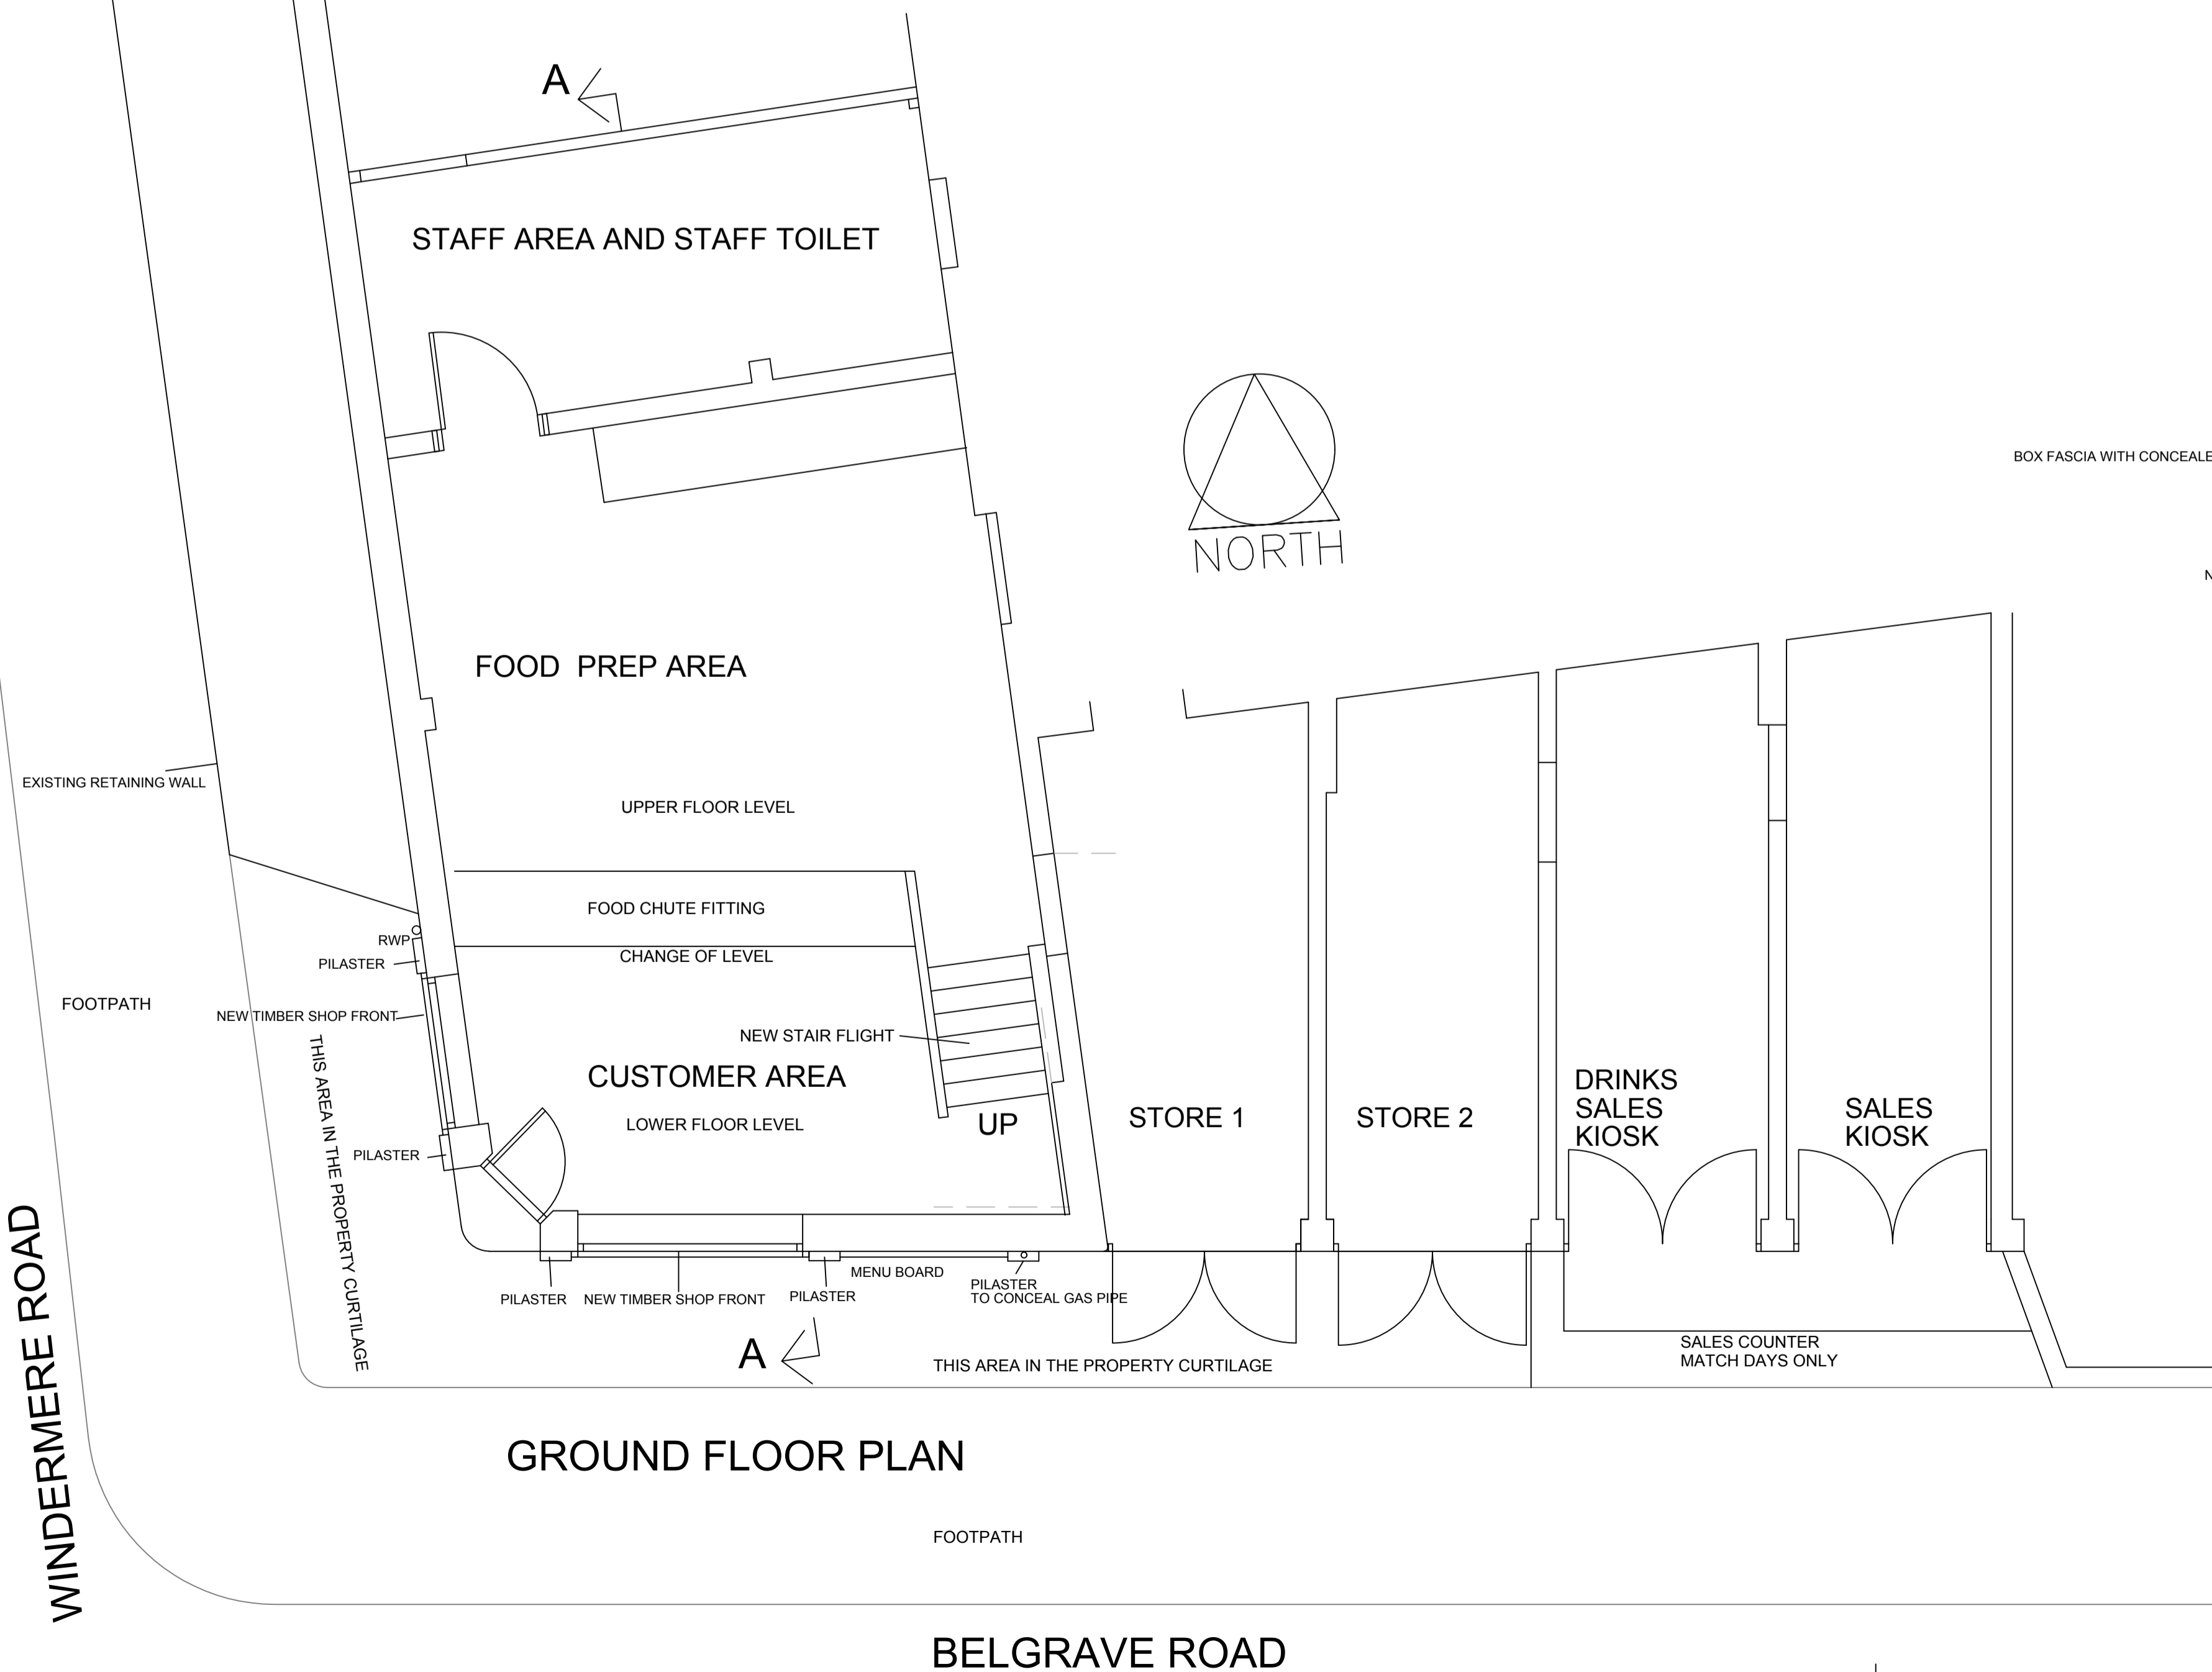 A
STAFF AREA AND STAFF TOILET
NORTH
BOX FASCIA WITH CONCEALE
N
FOOD PREP AREA
EXISTING RETAINING WALL
UPPER FLOOR LEVEL
FOOD CHUTE FITTING
RWP
CHANGE OF LEVEL
PILASTER
FOOTPATH
NEW TIMBER SHOP FRONT
NEW STAIR FLIGHT
CUSTOMER AREA
LOWER FLOOR LEVEL
UP
STORE 1
STORE 2
DRINKS
SALES
KIOSK
SALES
KIOSK
PILASTER
THIS AREA IN THE PROPERTY CURTILAGE
WINDERMERE ROAD
PILASTER
NEW TIMBER SHOP FRONT
PILASTER
MENU BOARD
PILASTER
TO CONCEAL GAS PIPE
A
THIS AREA IN THE PROPERTY CURTILAGE
SALES COUNTER
MATCH DAYS ONLY
GROUND FLOOR PLAN
FOOTPATH
BELGRAVE ROAD